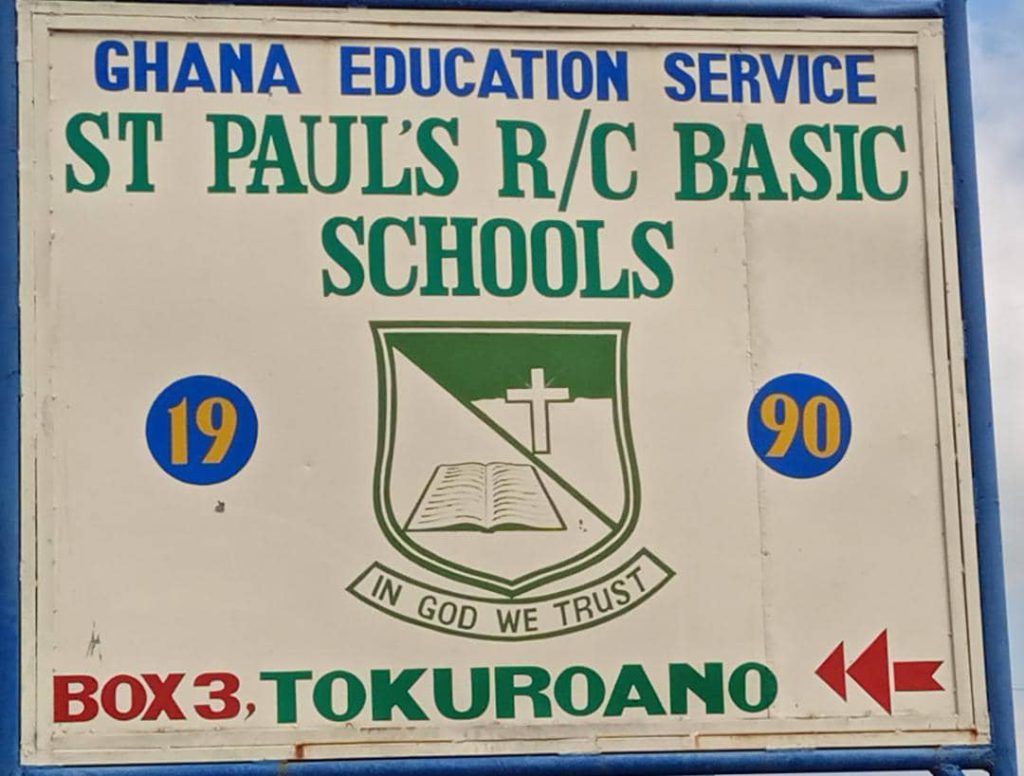 GHANA EDUCATION SERVICE
ST PAUL'S R/C BASIC
SCHOOLS
19 90
IN GOD WE TRUST
BOX 3, TOKUROANO